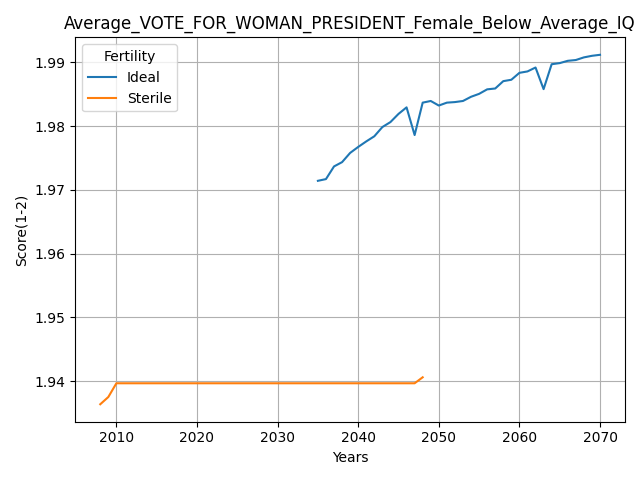 Average_VOTE_FOR_WOMAN_PRESIDENT_Female_Below_Average_IQ
Fertility
Ideal
Sterile
1.99
1.98
1.97
1.96
1.95
1.94
Score(1-2)
2010 2020 2030 2040 2050 2060 2070
Years